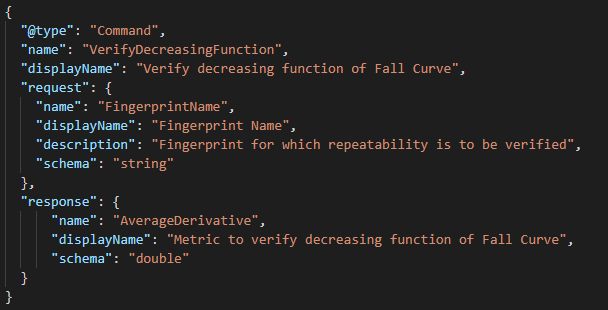 {
  "@type": "Command",
  "name": "VerifyDecreasingFunction",
  "displayName": "Verify decreasing function of Fall Curve",
  "request": {
    "name": "FingerprintName",
    "displayName": "Fingerprint Name",
    "description": "Fingerprint for which repeatability is to be verified",
    "schema": "string"
  },
  "response": {
      "name": "AverageDerivative",
      "displayName": "Metric to verify decreasing function of Fall Curve",
      "schema": "double"
  }
}